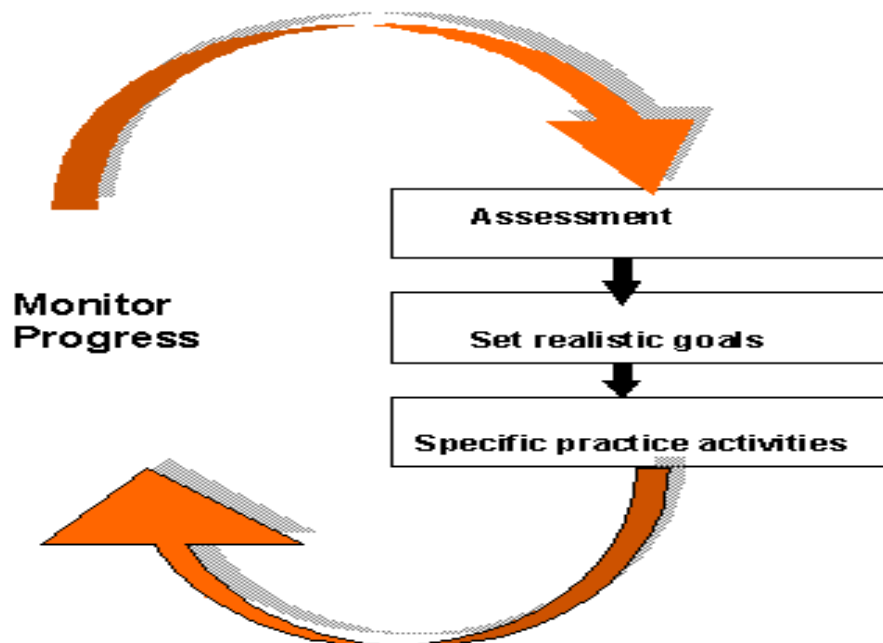 Assessment
Monitor
Progress
Set realistic goals
Specific practice activities